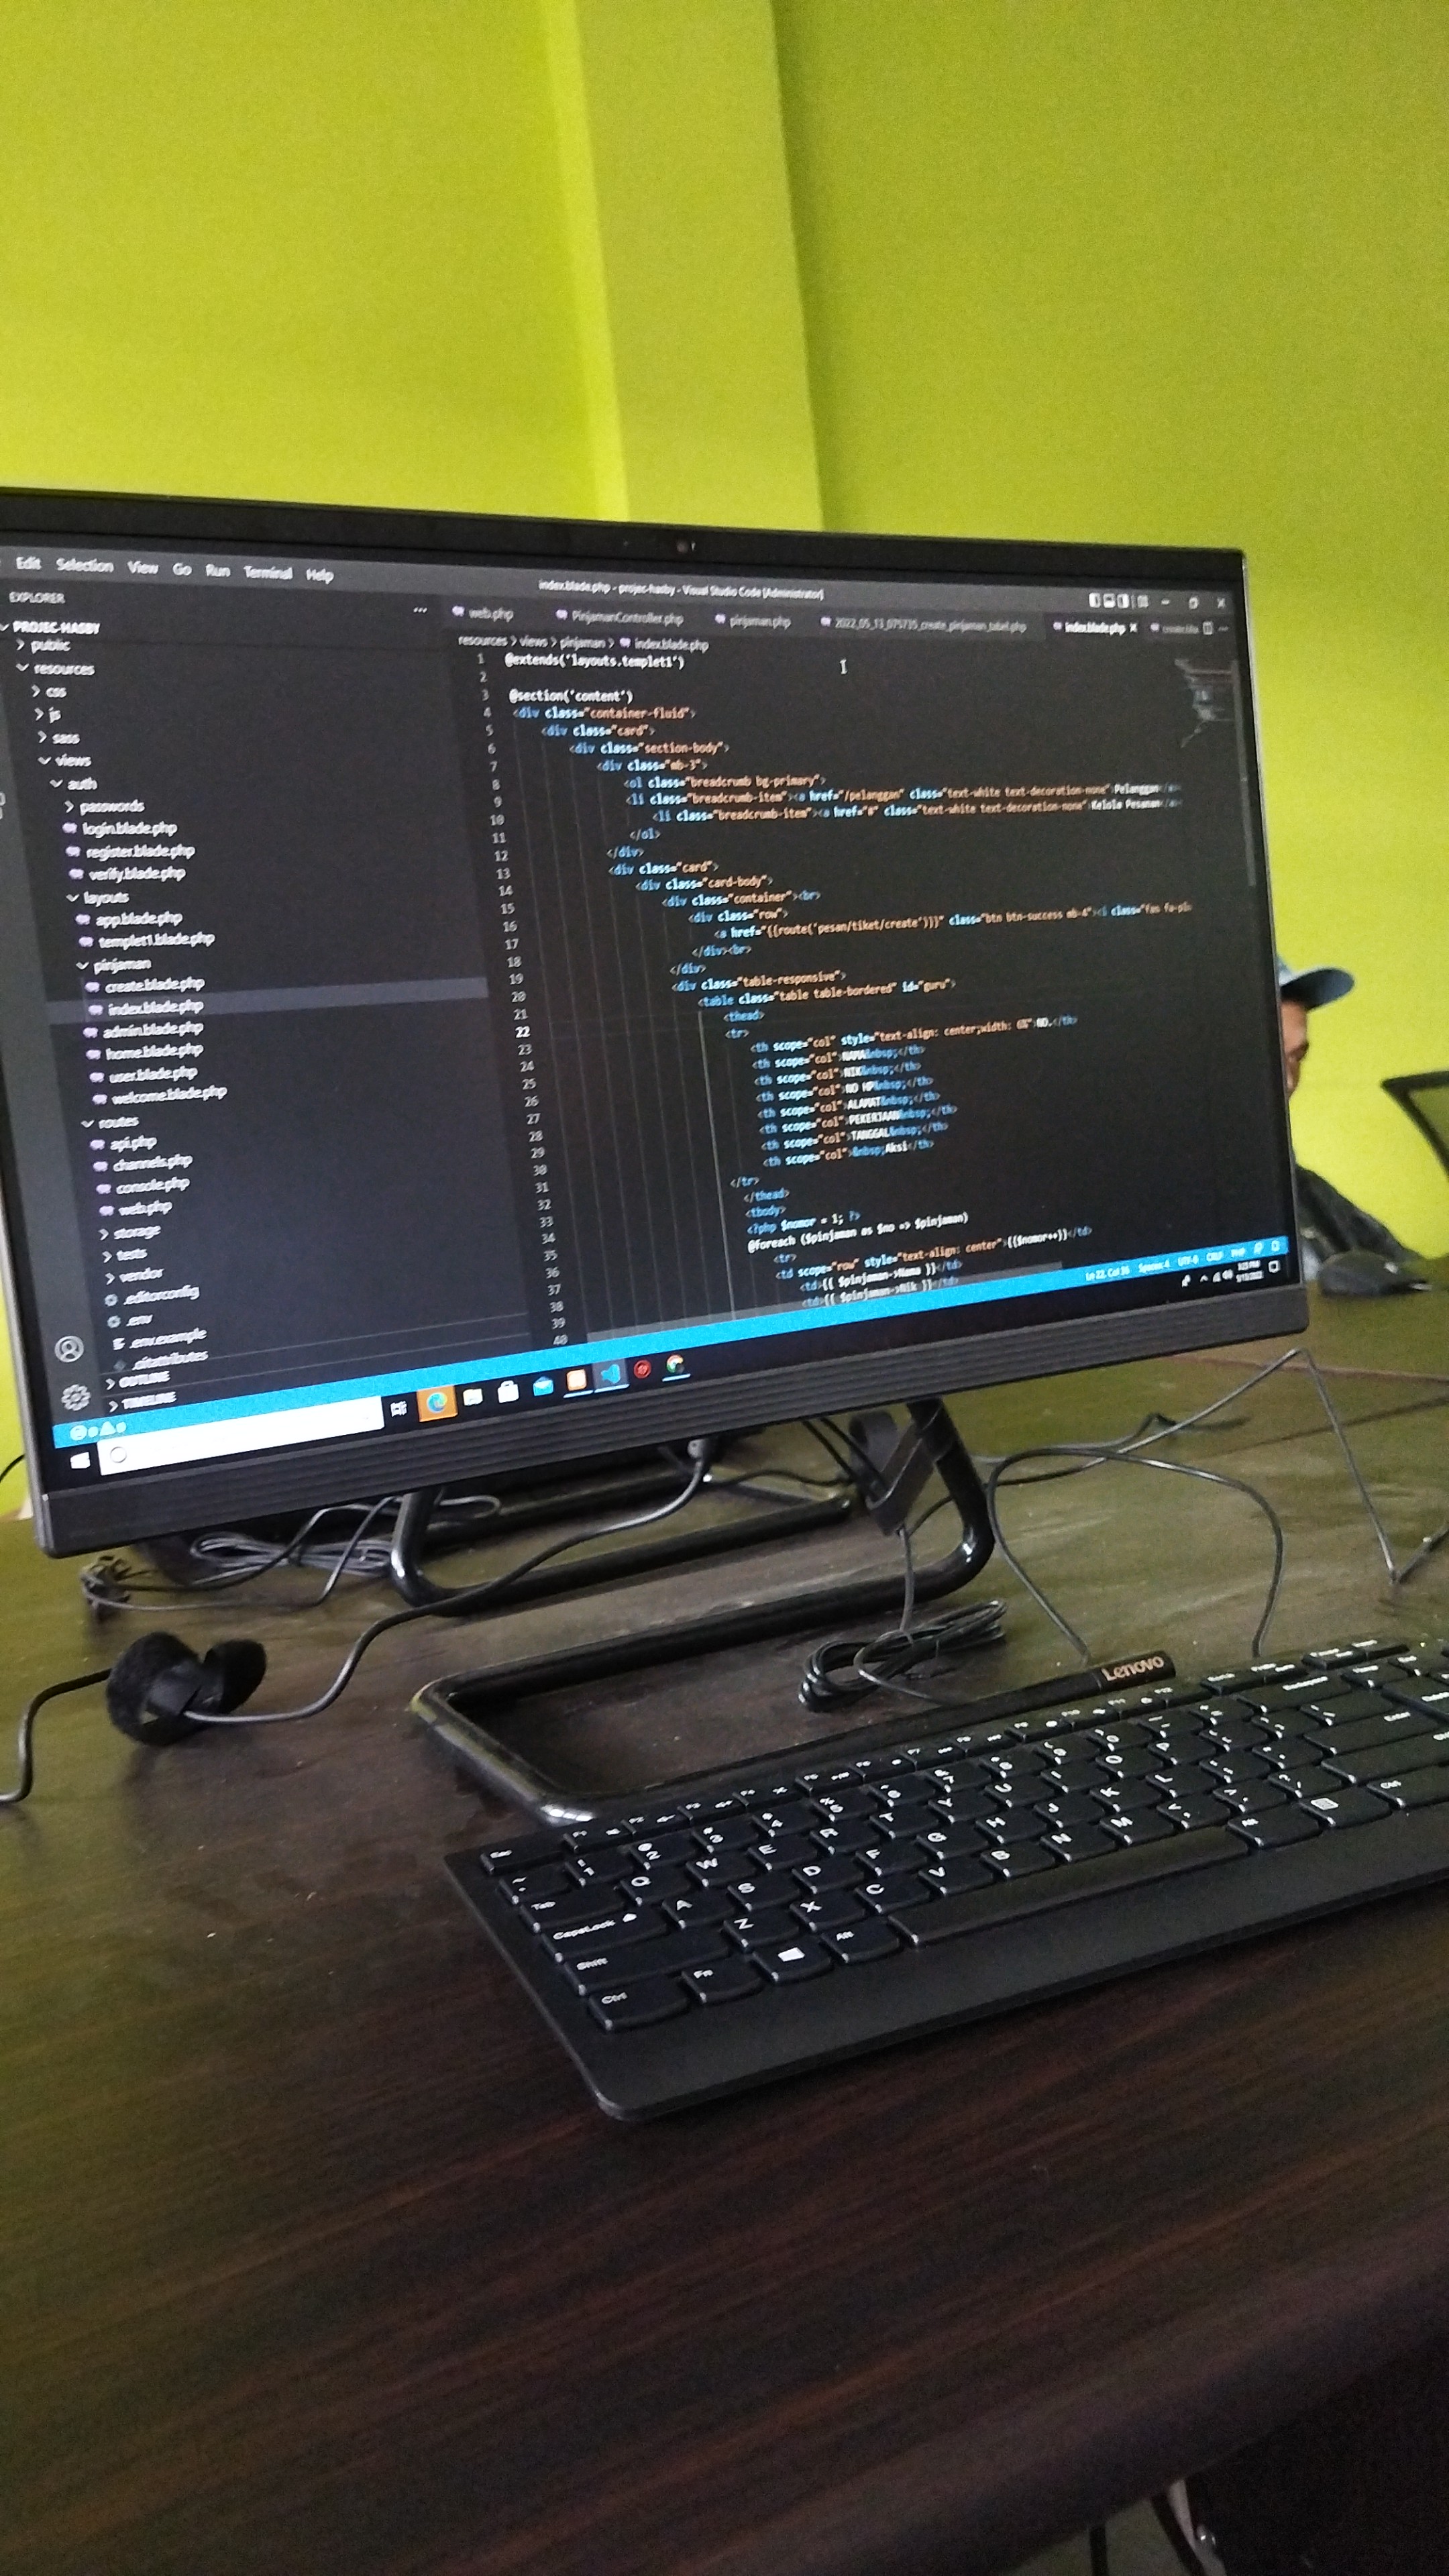 Edit Selection View Go Run Terminal Help
index.blade.php - projec-hasby - Visual Studio Code [Administrator]
EXPLORER
PROJEC-HASBY
public
resources
css
js
sass
views
auth
passwords
login.blade.php
register.blade.php
verify.blade.php
layouts
app.blade.php
templet1.blade.php
pinjaman
create.blade.php
index.blade.php
admin.blade.php
home.blade.php
user.blade.php
welcome.blade.php
routes
api.php
channels.php
console.php
web.php
storage
tests
vendor
.editorconfig
.env
.env.example
.gitattributes
OUTLINE
TIMELINE
web.php PinjamanController.php pinjaman.php 2022_05_13_075735_create_pinjaman_tabel.php index.blade.php
resources > views > pinjaman > index.blade.php
1 @extends('layouts.templet1')
2
3 @section('content')
4 <div class="container-fluid">
5 <div class="card">
6 <div class="section-body">
7 <div class="mb-3">
8 <ol class="breadcrumb bg-primary">
9 <li class="breadcrumb-item"><a href="/pelanggan" class="text-white text-decoration-none">Pelanggan</a>
10 <li class="breadcrumb-item"><a href="#" class="text-white text-decoration-none">Kelola Pesanan</a>
11 </ol>
12 </div>
13 <div class="card">
14 <div class="card-body">
15 <div class="container"><br>
16 <div class="row">
17 <a href="{{route('pesan/tiket/create')}}" class="btn btn-success mb-4"><i class="fas fa-plu
18 </div><br>
19 </div>
20 <div class="table-responsive">
21 <table class="table table-bordered" id="guru">
22 <thead>
23 <tr>
24 <th scope="col" style="text-align: center;width: 6%">NO.</th>
25 <th scope="col">NAMA&nbsp;</th>
26 <th scope="col">NIK&nbsp;</th>
27 <th scope="col">NO HP&nbsp;</th>
28 <th scope="col">ALAMAT&nbsp;</th>
29 <th scope="col">PEKERJAAN&nbsp;</th>
30 <th scope="col">TANGGAL&nbsp;</th>
31 <th scope="col">&nbsp;Aksi</th>
32 </tr>
33 </thead>
34 <tbody>
35 <?php $nomor = 1; ?>
36 @foreach ($pinjaman as $no => $pinjaman)
37 <tr>
38 <td scope="row" style="text-align: center">{{$nomor++}}</td>
39 <td>{{ $pinjaman->Nama }}</td>
40 <td>{{ $pinjaman->Nik }}</td>
Ln 22, Col 36 Spaces: 4 UTF-8 CRLF PHP
Lenovo
Esc
Tab Q W E R T Y U I O P
CapsLock A S D F G H J K L Enter
Shift Z X C V B N M
Ctrl Fn Alt Alt Ctrl